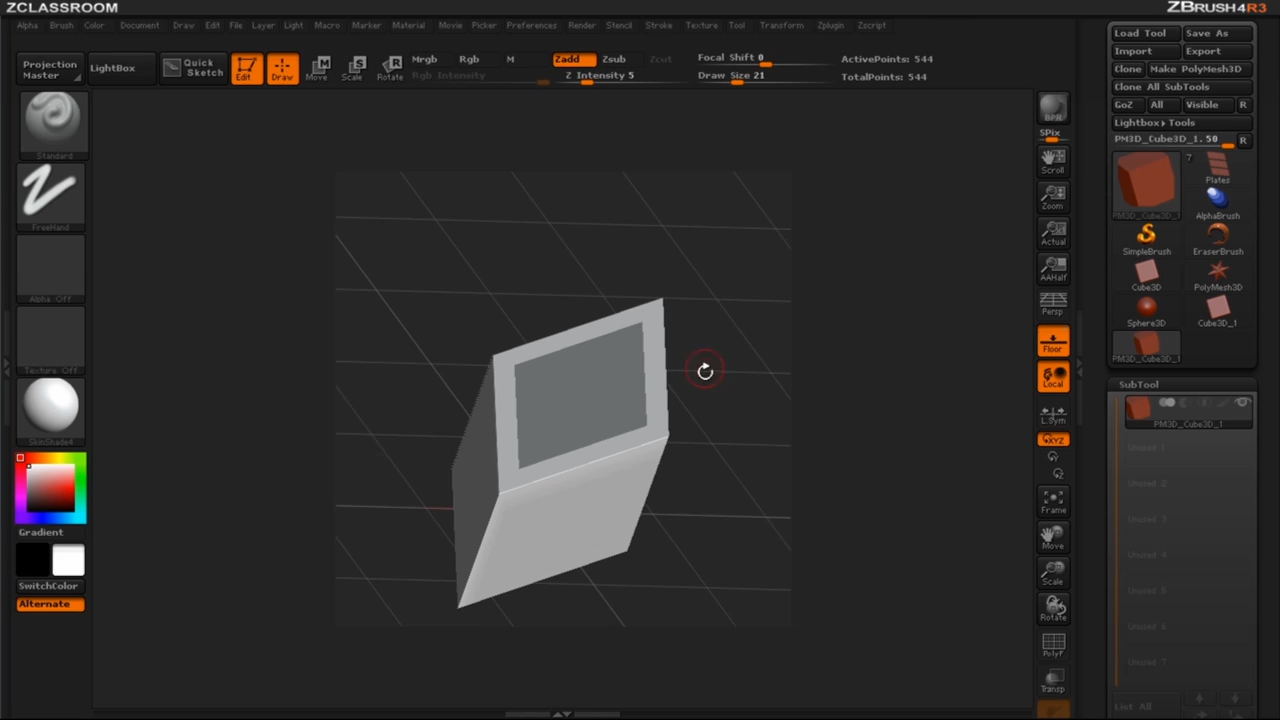 ZCLASSROOM
ZBRUSH4R3
Alpha Brush Color Document Draw Edit File Layer Light Macro Marker Material Movie Picker Preferences Render Stencil Stroke Texture Tool Transform Zplugin Zscript
Projection Master
LightBox
Quick Sketch
Edit
Draw
Move
Scale
Rotate
Mrgb Rgb M
Rgb Intensity
Zadd Zsub Zcut
Z Intensity 5
Focal Shift 0
Draw Size 21
ActivePoints: 544
TotalPoints: 544
Standard
FreeHand
Alpha Off
Texture Off
SkinShade4
Gradient
SwitchColor
Alternate
BPR
SPix
Scroll
Zoom
Actual
AAHalf
Persp
Floor
Local
L.Sym
XYZ
Frame
Move
Scale
Rotate
PolyF
Transp
Load Tool Save As
Import Export
Clone Make PolyMesh3D
Clone All SubTools
GoZ All Visible R
Lightbox▸Tools
PM3D_Cube3D_1. 50 R
7
PM3D_Cube3D_1
Plates
AlphaBrush
SimpleBrush
EraserBrush
Cube3D
PolyMesh3D
Sphere3D
Cube3D_1
PM3D_Cube3D_1
SubTool
PM3D_Cube3D_1
Unused 1
Unused 2
Unused 3
Unused 4
Unused 5
Unused 6
Unused 7
List All